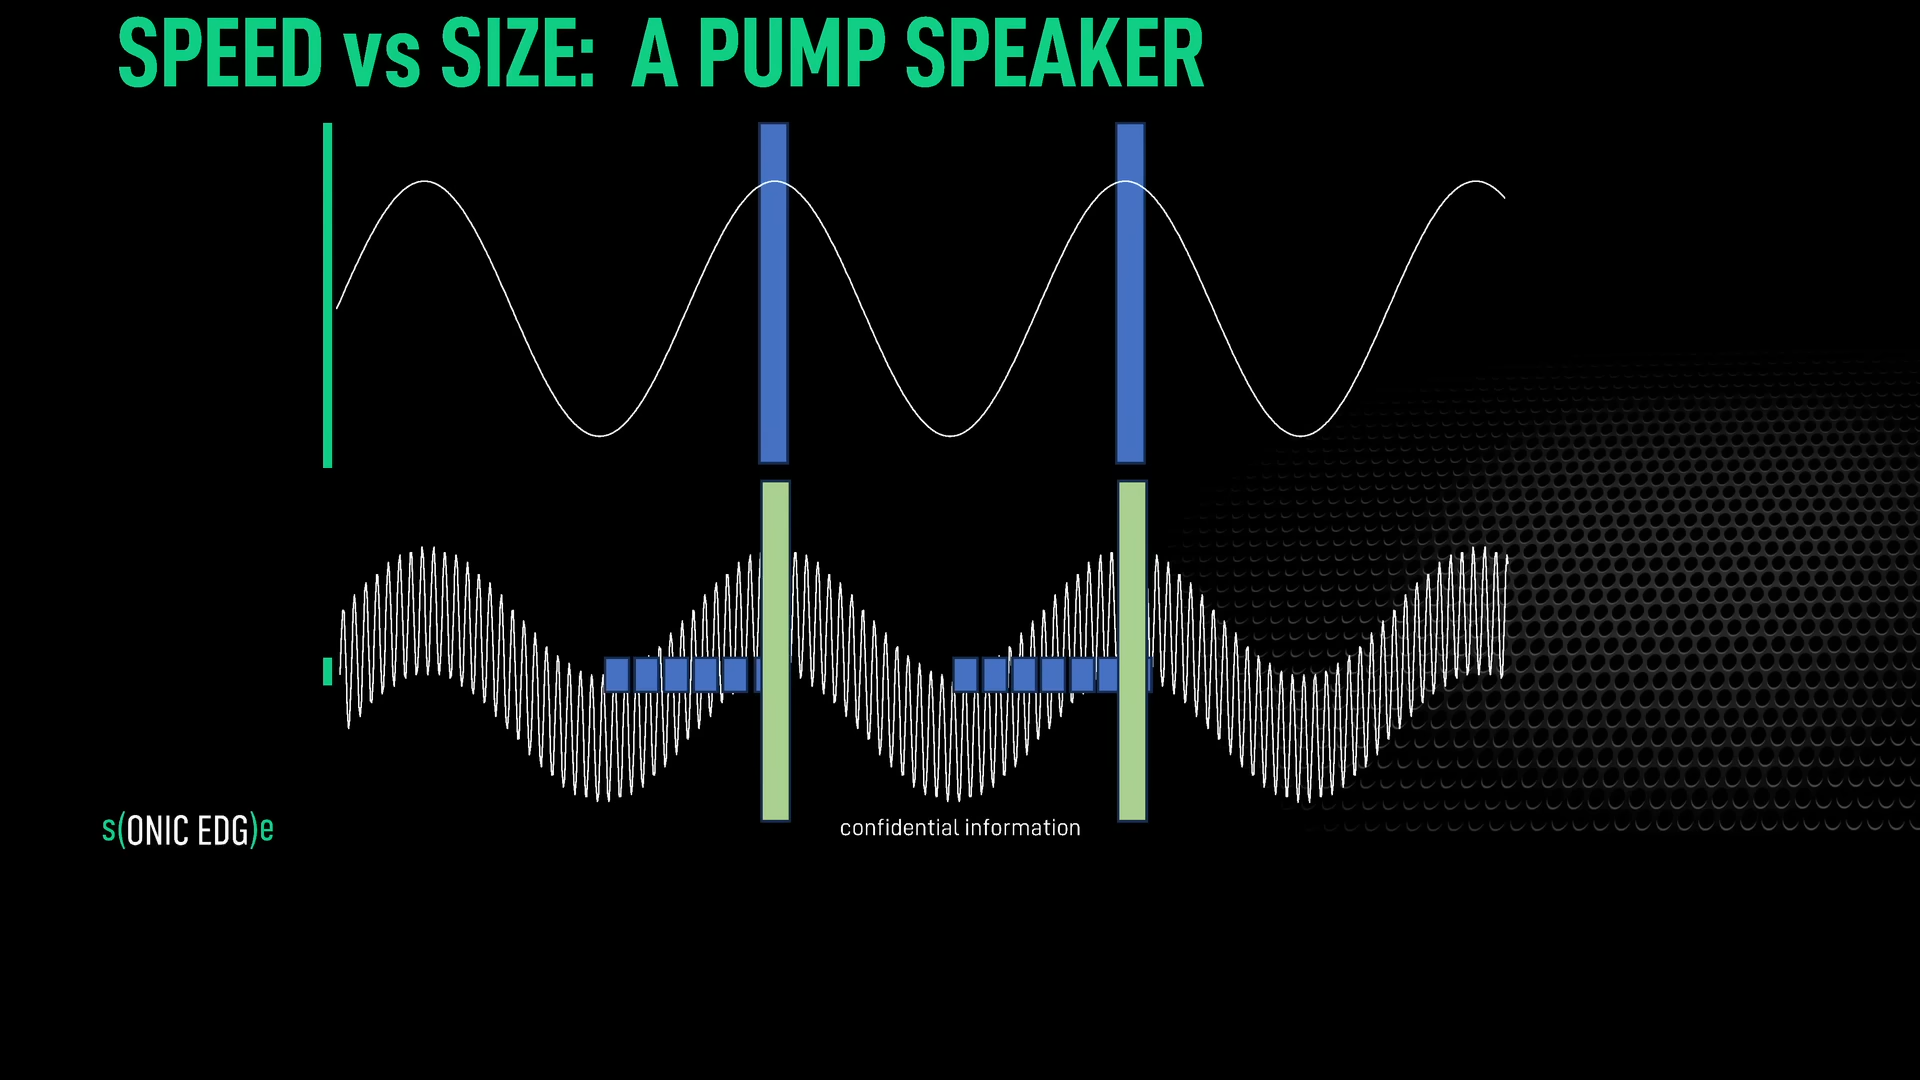 SPEED vs SIZE: A PUMP SPEAKER
s(ONIC EDG)e
confidential information